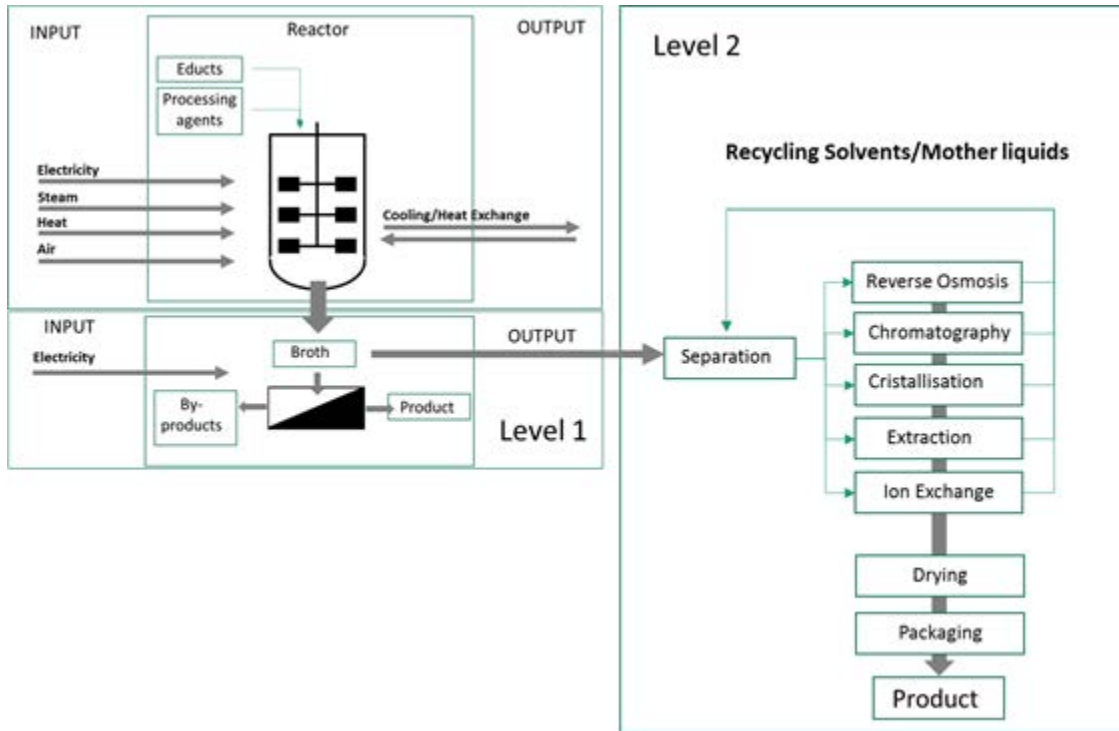 INPUT
Reactor
OUTPUT
Educts
Processing
agents
Electricity
Steam
Heat
Air
Cooling/Heat Exchange
INPUT
Electricity
Broth
OUTPUT
By-
products
Product
Level 1
Level 2
Recycling Solvents/Mother liquids
Separation
Reverse Osmosis
Chromatography
Cristallisation
Extraction
Ion Exchange
Drying
Packaging
Product